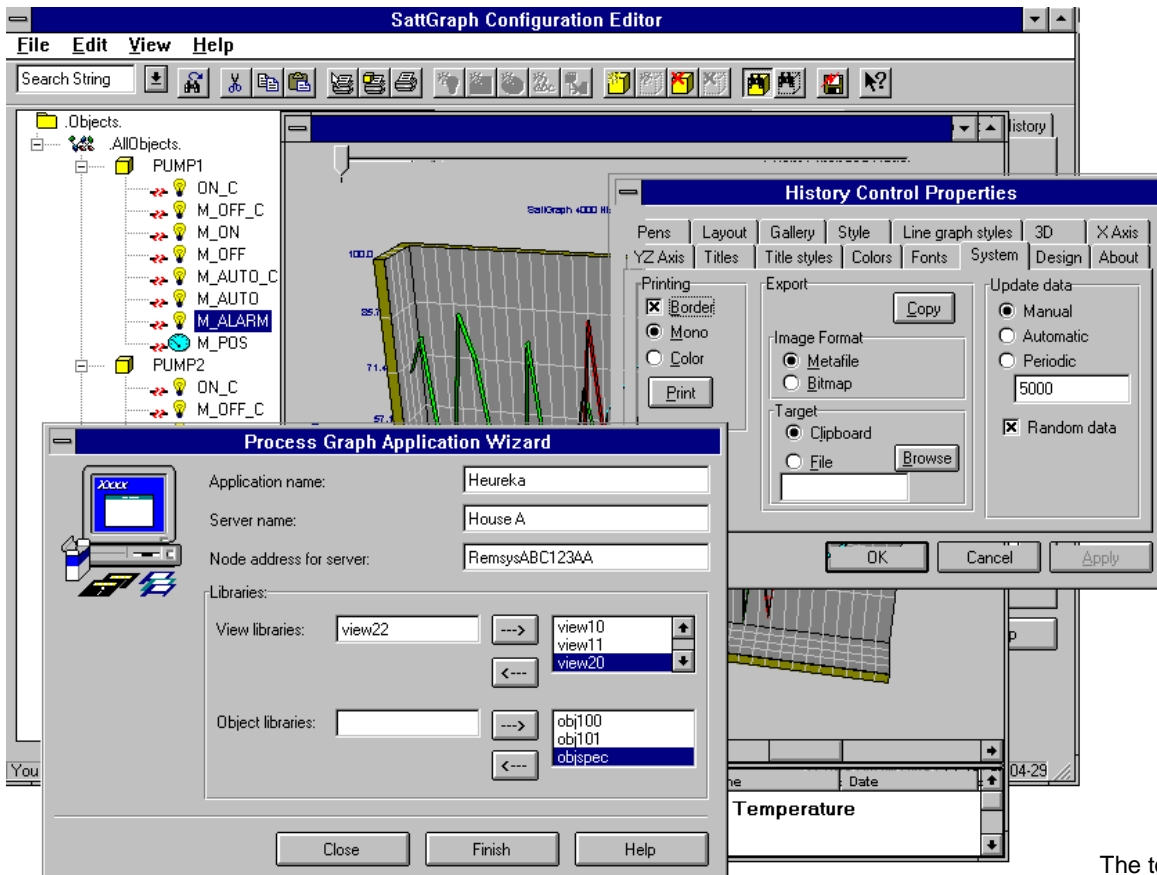 SattGraph Configuration Editor
File Edit View Help
Search String
.Objects.
.AllObjects.
PUMP1
ON_C
M_OFF_C
M_ON
M_OFF
M_AUTO_C
M_AUTO
M_ALARM
M_POS
PUMP2
ON_C
M_OFF_C
You
History
SattGraph 4000
100.0
85.7
71.4
57.1
History Control Properties
Pens Layout Gallery Style Line graph styles 3D X Axis
YZ Axis Titles Title styles Colors Fonts System Design About
Printing
Border
Mono
Color
Print
Export
Copy
Image Format
Metafile
Bitmap
Target
Clipboard
File
Browse
Update data
Manual
Automatic
Periodic
5000
Random data
OK Cancel Apply
Process Graph Application Wizard
Xxxx
Application name: Heureka
Server name: House A
Node address for server: RemsysABC123AA
Libraries:
View libraries: view22
--->
<---
view10
view11
view20
Object libraries:
--->
<---
obj100
obj101
objspec
Close Finish Help
Date
Temperature
04-29
The